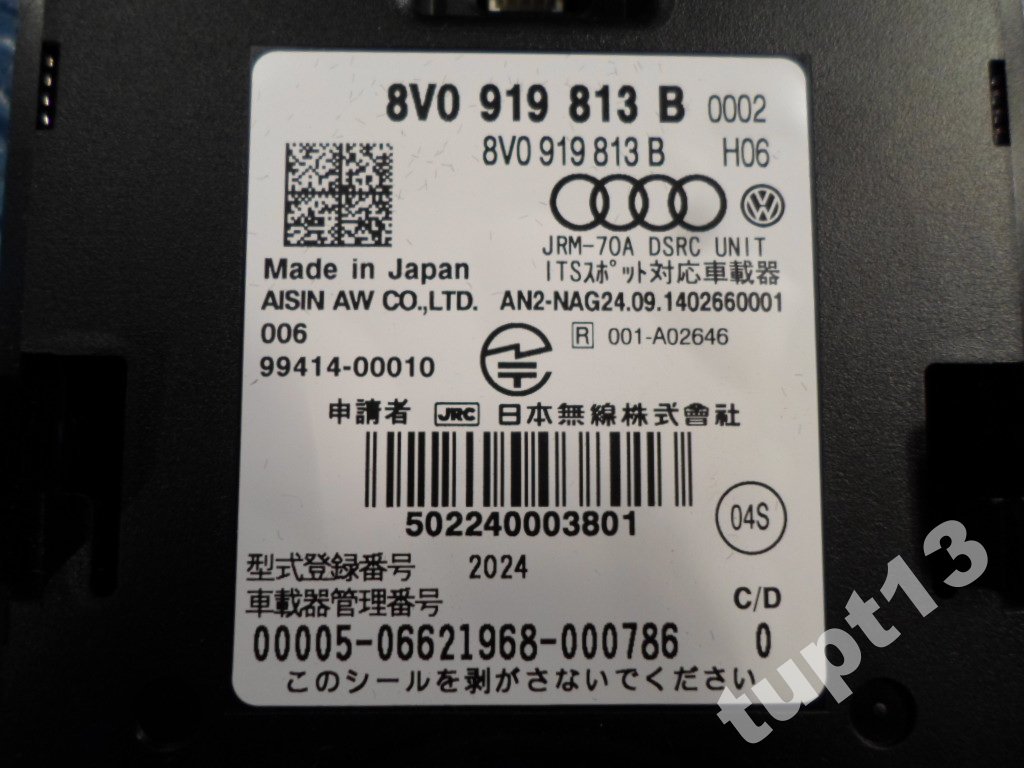 8V0 919 813 B 0002
8V0 919 813 B H06
JRM-70A DSRC UNIT
ITSスポット対応車載器
Made in Japan
AISIN AW CO.,LTD. AN2-NAG24.09.1402660001
006
R 001-A02646
99414-00010
申請者 JRC 日本無線株式會社
502240003801
04S
型式登録番号 2024
車載器管理番号 C/D
00005-06621968-000786 0
このシールを剥がさないでください
tupt13